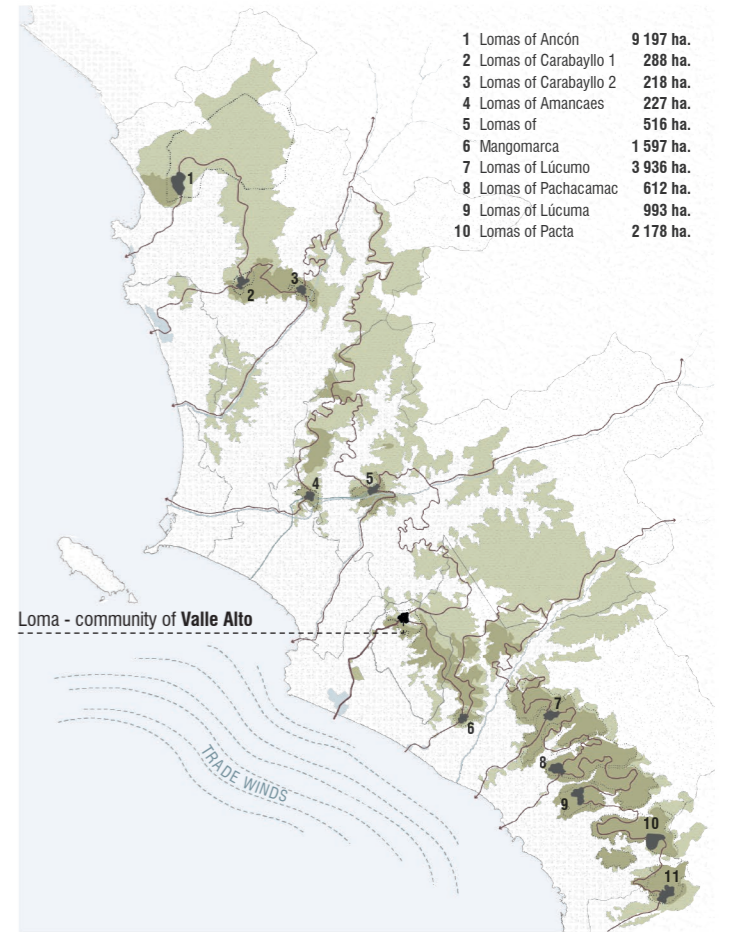 1 Lomas of Ancón 9 197 ha.
2 Lomas of Carabayllo 1 288 ha.
3 Lomas of Carabayllo 2 218 ha.
4 Lomas of Amancaes 227 ha.
5 Lomas of 516 ha.
6 Mangomarca 1 597 ha.
7 Lomas of Lúcumo 3 936 ha.
8 Lomas of Pachacamac 612 ha.
9 Lomas of Lúcuma 993 ha.
10 Lomas of Pacta 2 178 ha.
1
2
3
4
5
Loma - community of Valle Alto
6
7
8
9
10
11
TRADE WINDS